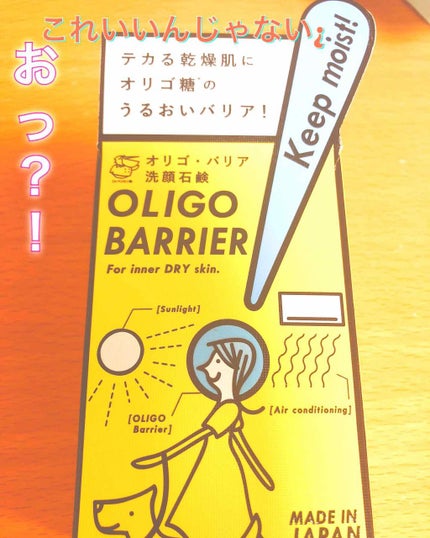 これいいんじゃない¿
おっ?!
テカる乾燥肌に
オリゴ糖*の
うるおいバリア!
Keep moist!
オリゴ・バリア
洗顔石鹸
OLIGO
BARRIER
For inner DRY skin.
[Sunlight]
[OLIGO
Barrier]
[Air conditioning]
MADE IN
JAPAN